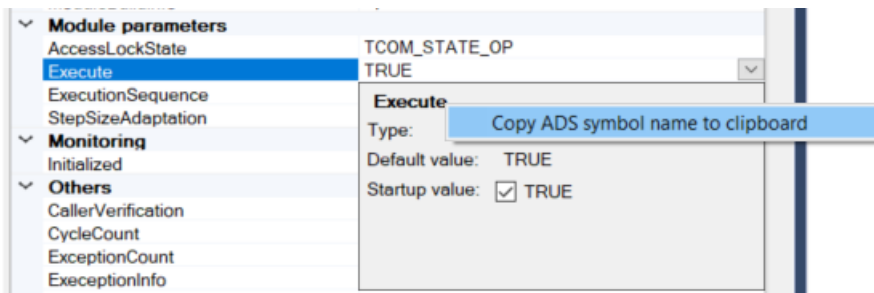 Module parameters
AccessLockState TCOM_STATE_OP
Execute TRUE
ExecutionSequence
StepSizeAdaptation
Monitoring
Initialized
Others
CallerVerification
CycleCount
ExceptionCount
ExeceptionInfo
Execute
Type:
Copy ADS symbol name to clipboard
Default value: TRUE
Startup value: TRUE